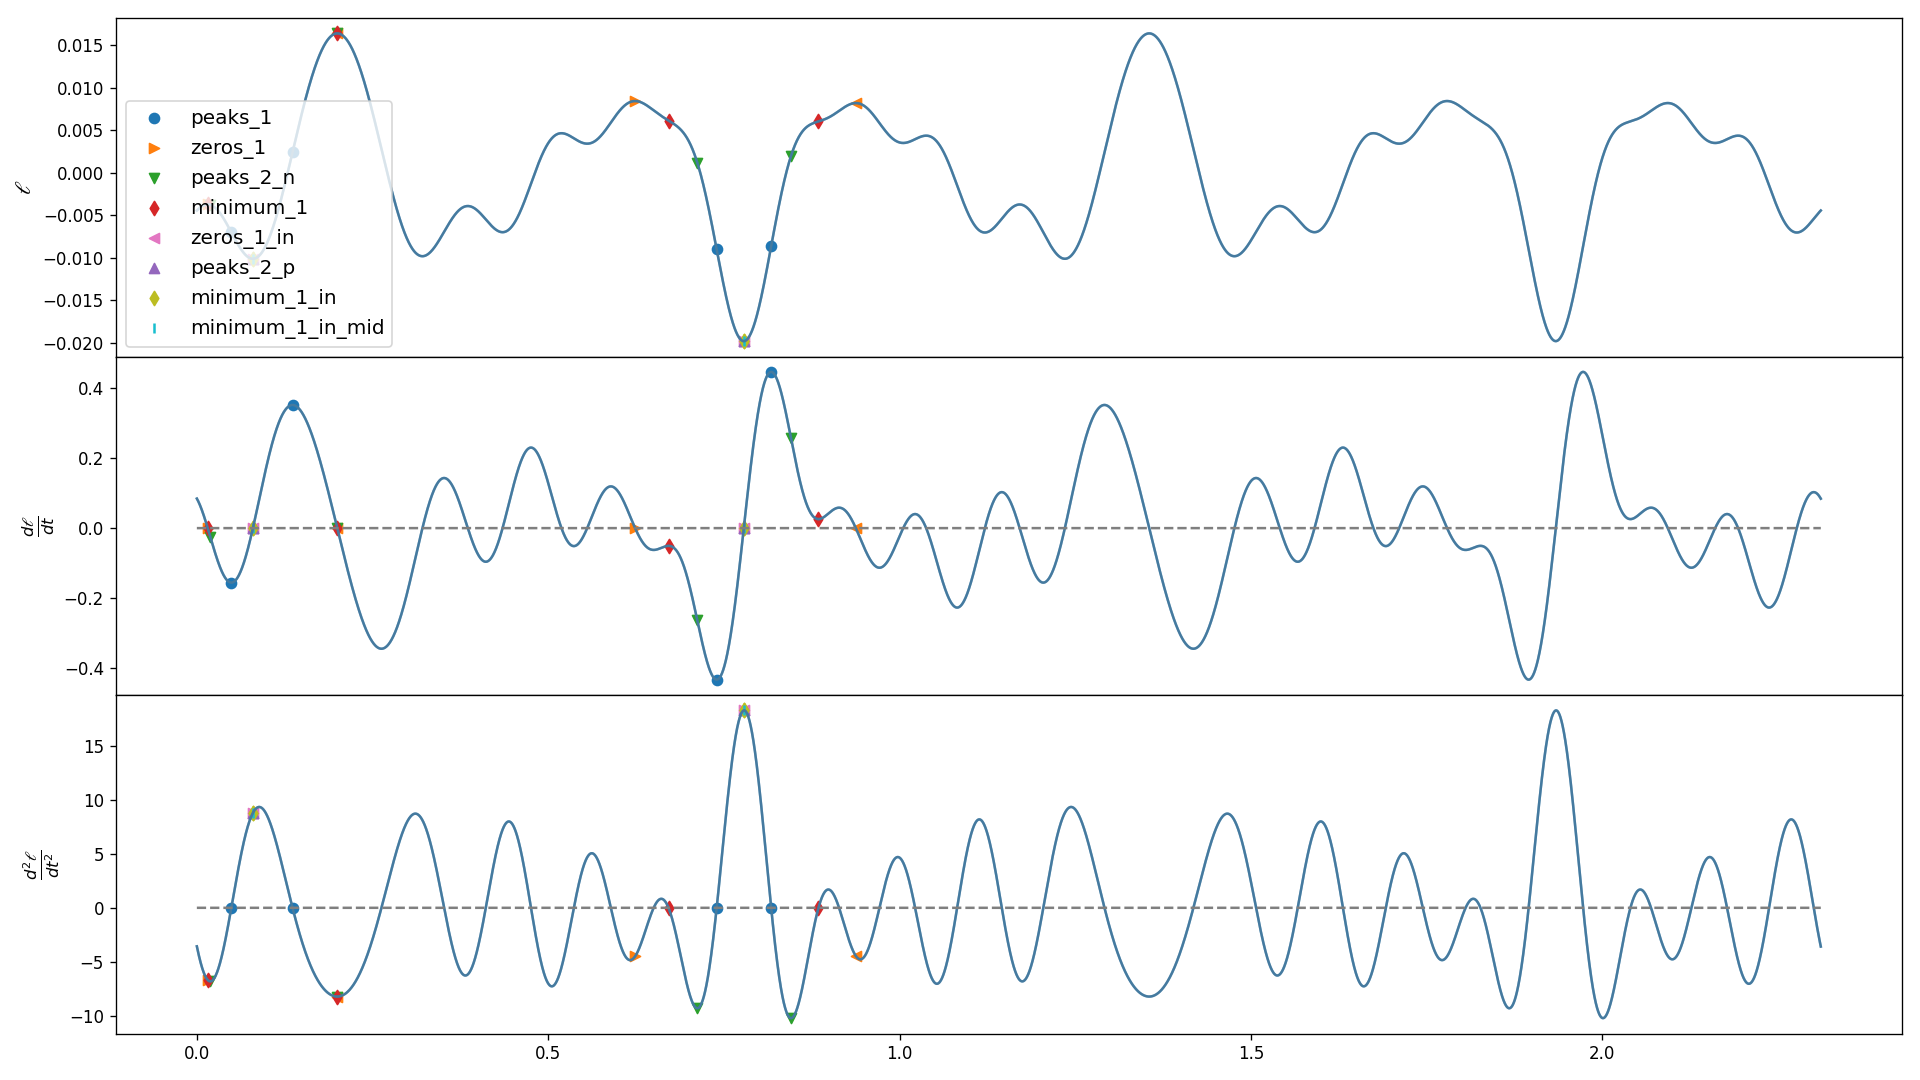 0.015
0.010
0.005
0.000
−0.005
−0.010
−0.015
−0.020
ℓ
peaks_1
zeros_1
peaks_2_n
minimum_1
zeros_1_in
peaks_2_p
minimum_1_in
minimum_1_in_mid
0.4
0.2
0.0
−0.2
−0.4
dℓ
dt
15
10
5
0
−5
−10
d²ℓ
dt²
0.0 0.5 1.0 1.5 2.0